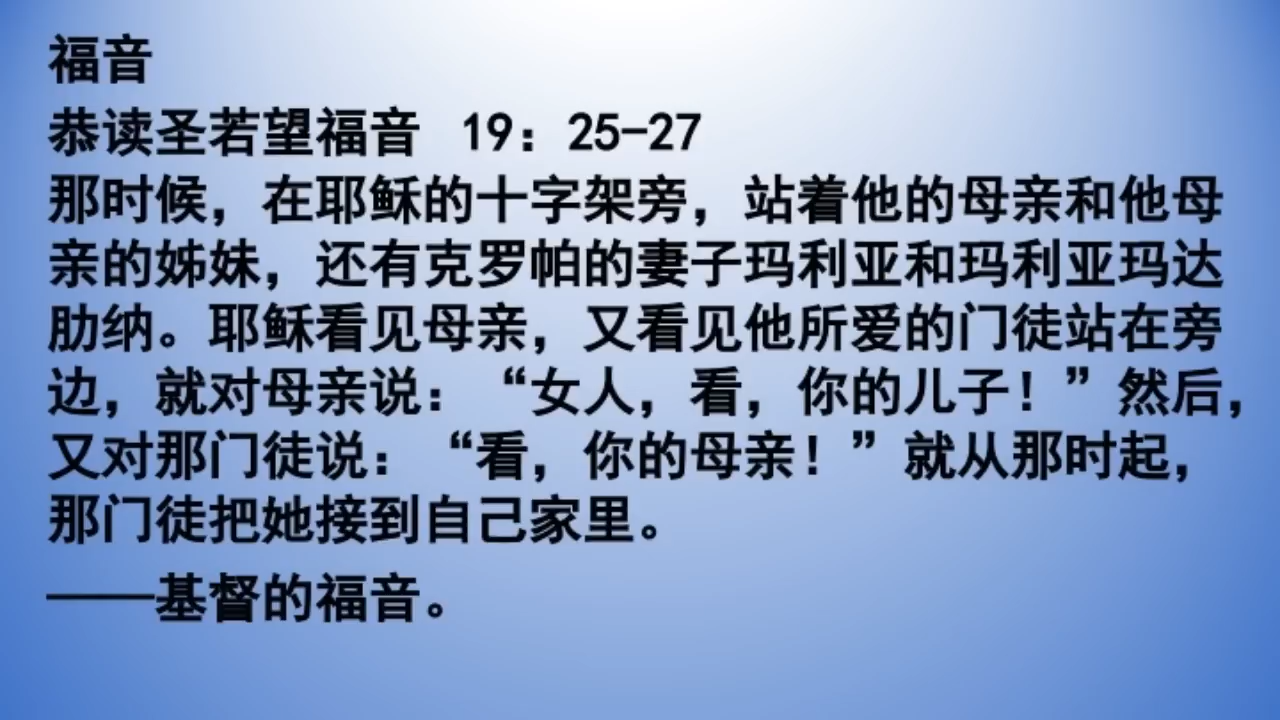 福音
恭读圣若望福音 19：25-27
那时候，在耶稣的十字架旁，站着他的母亲和他母
亲的姊妹，还有克罗帕的妻子玛利亚和玛利亚玛达
肋纳。耶稣看见母亲，又看见他所爱的门徒站在旁
边，就对母亲说：“女人，看，你的儿子！”然后，
又对那门徒说：“看，你的母亲！”就从那时起，
那门徒把她接到自己家里。
——基督的福音。